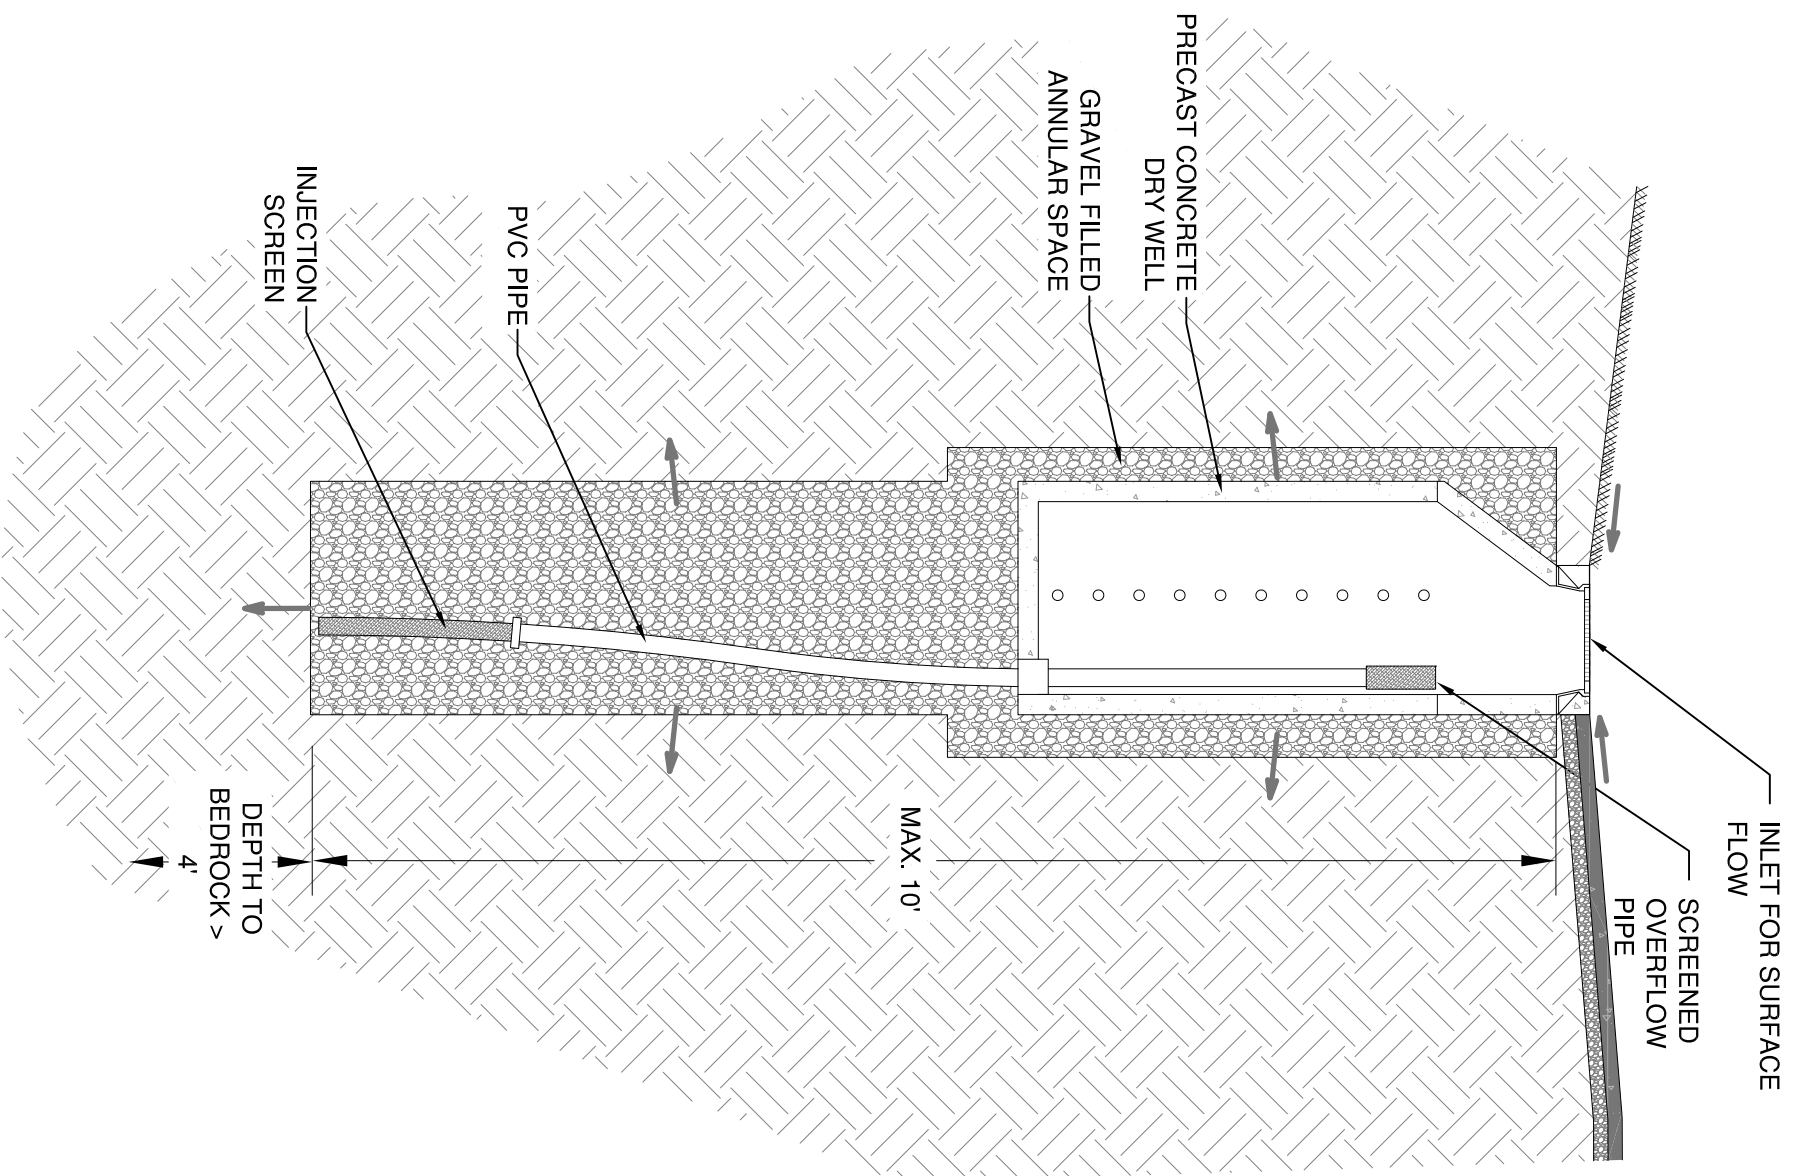 INLET FOR SURFACE
FLOW
SCREENED
OVERFLOW
PIPE
PRECAST CONCRETE
DRY WELL
GRAVEL FILLED
ANNULAR SPACE
MAX. 10'
PVC PIPE
INJECTION
SCREEN
DEPTH TO
BEDROCK >
4'